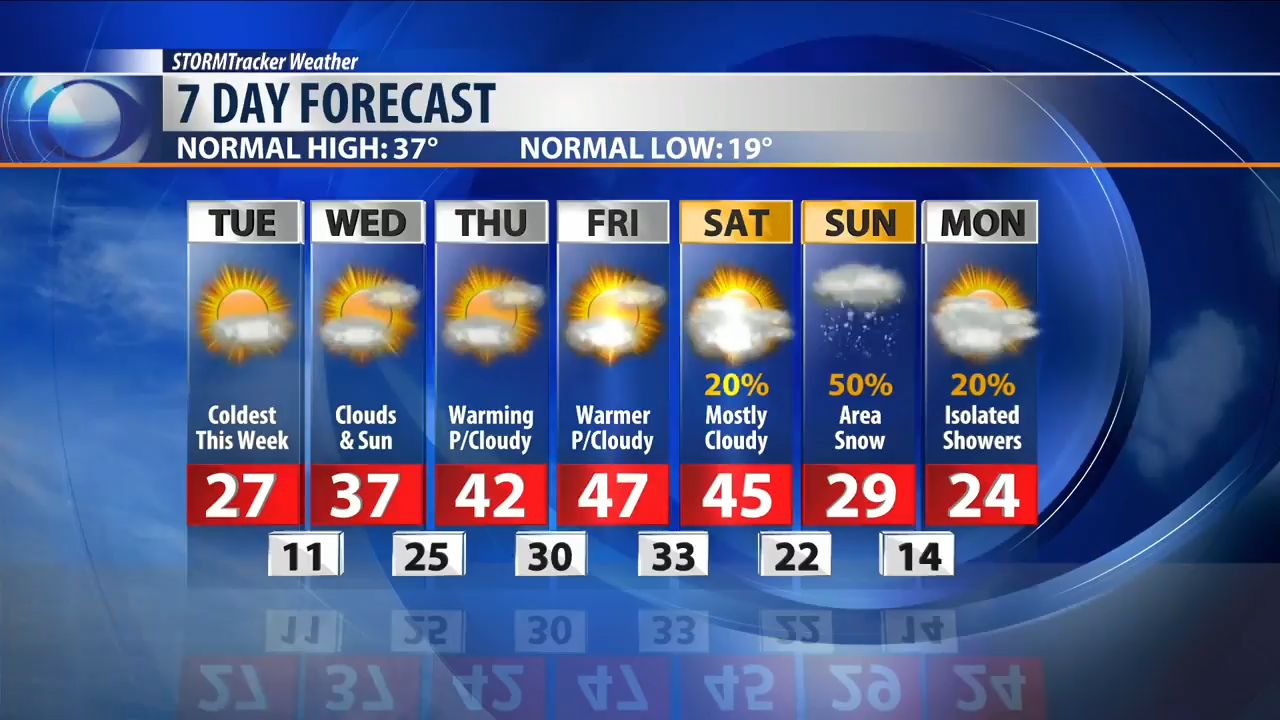 STORMTracker Weather
7 DAY FORECAST
NORMAL HIGH: 37° NORMAL LOW: 19°
TUE WED THU FRI SAT SUN MON
20% 50% 20%
Coldest Clouds Warming Warmer Mostly Area Isolated
This Week & Sun P/Cloudy P/Cloudy Cloudy Snow Showers
27 37 42 47 45 29 24
11 25 30 33 22 14